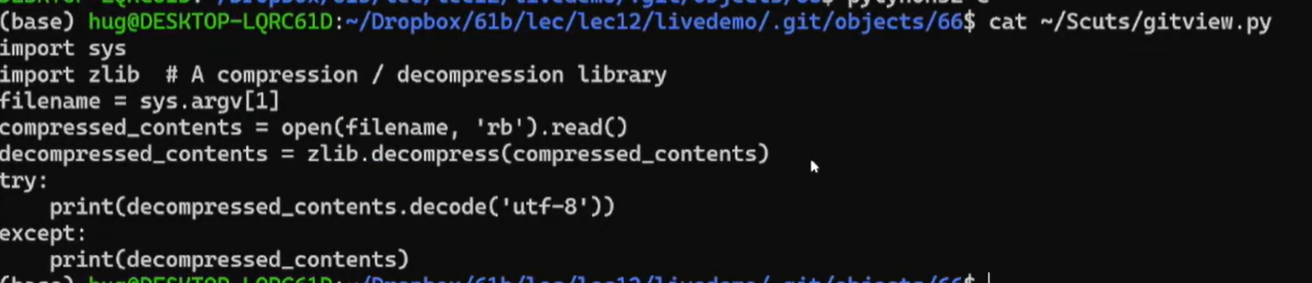 (base) hug@DESKTOP-LQRC61D:~/Dropbox/61b/lec/lec12/livedemo/.git/objects/66$ cat ~/Scuts/gitview.py
import sys
import zlib  # A compression / decompression library
filename = sys.argv[1]
compressed_contents = open(filename, 'rb').read()
decompressed_contents = zlib.decompress(compressed_contents)
try:
    print(decompressed_contents.decode('utf-8'))
except:
    print(decompressed_contents)
(base) hug@DESKTOP-LQRC61D:~/Dropbox/61b/lec/lec12/livedemo/.git/objects/66$